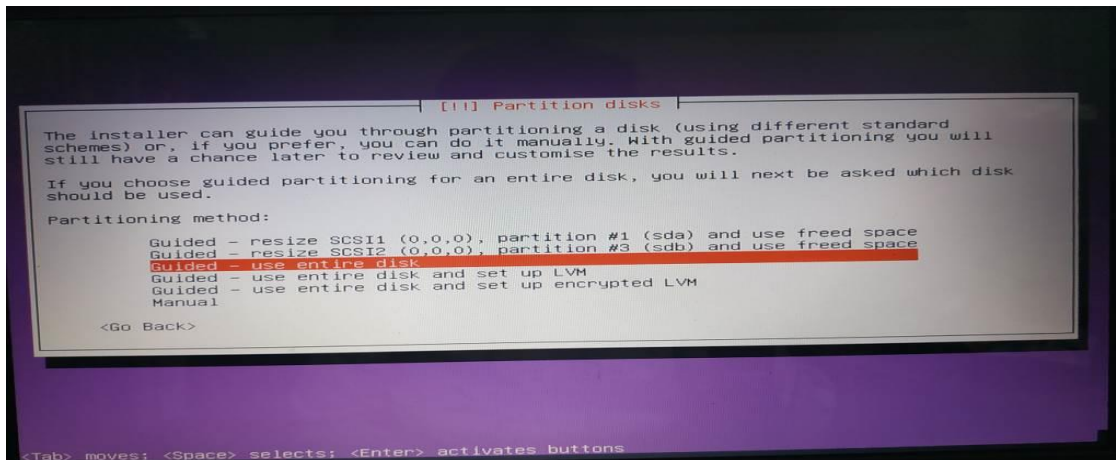 [!!] Partition disks
The installer can guide you through partitioning a disk (using different standard
schemes) or, if you prefer, you can do it manually. With guided partitioning you will
still have a chance later to review and customise the results.
If you choose guided partitioning for an entire disk, you will next be asked which disk
should be used.
Partitioning method:
Guided - resize SCSI1 (0,0,0), partition #1 (sda) and use freed space
Guided - resize SCSI2 (0,0,0), partition #3 (sdb) and use freed space
Guided - use entire disk
Guided - use entire disk and set up LVM
Guided - use entire disk and set up encrypted LVM
Manual
<Go Back>
<Tab> moves; <Space> selects; <Enter> activates buttons